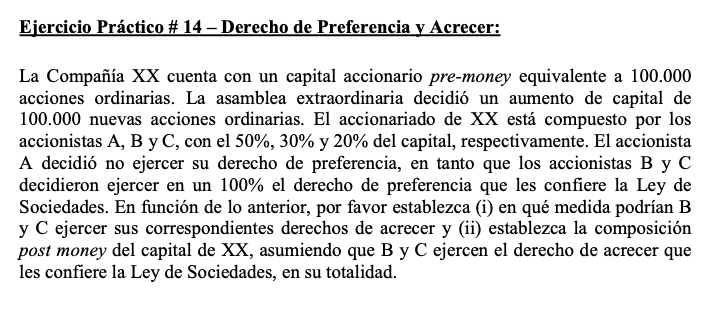 Ejercicio Práctico # 14 – Derecho de Preferencia y Acrecer:
La Compañía XX cuenta con un capital accionario pre-money equivalente a 100.000
acciones ordinarias. La asamblea extraordinaria decidió un aumento de capital de
100.000 nuevas acciones ordinarias. El accionariado de XX está compuesto por los
accionistas A, B y C, con el 50%, 30% y 20% del capital, respectivamente. El accionista
A decidió no ejercer su derecho de preferencia, en tanto que los accionistas B y C
decidieron ejercer en un 100% el derecho de preferencia que les confiere la Ley de
Sociedades. En función de lo anterior, por favor establezca (i) en qué medida podrían B
y C ejercer sus correspondientes derechos de acrecer y (ii) establezca la composición
post money del capital de XX, asumiendo que B y C ejercen el derecho de acrecer que
les confiere la Ley de Sociedades, en su totalidad.